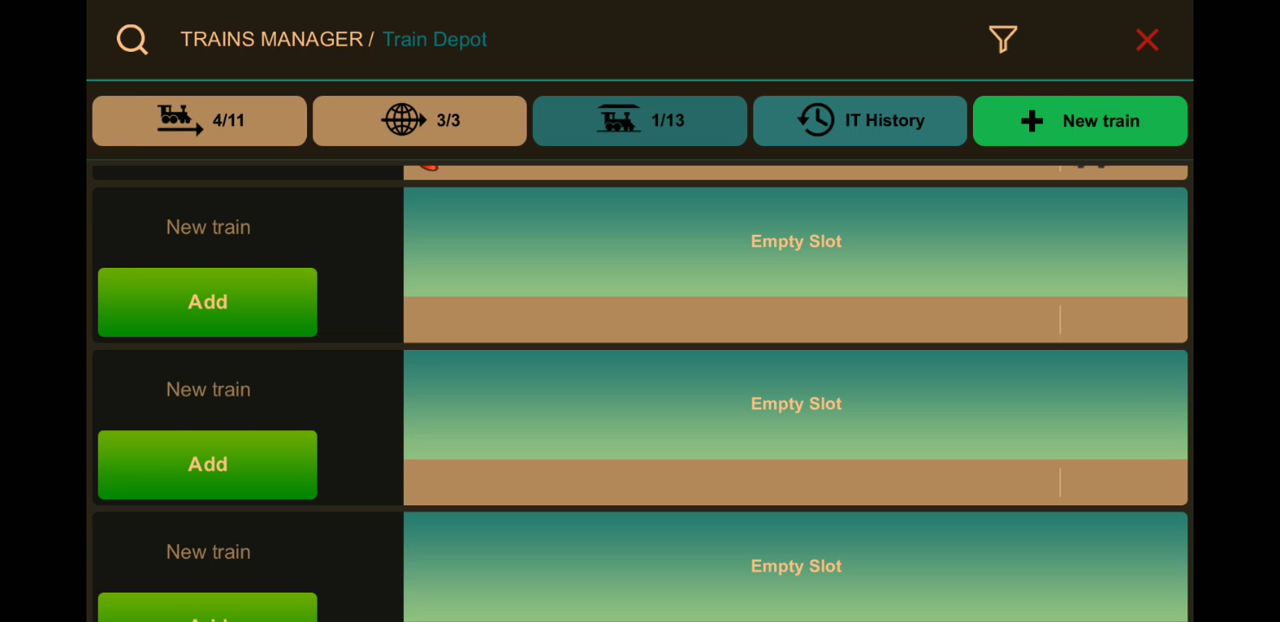 TRAINS MANAGER / Train Depot
4/11
3/3
1/13
IT History
New train
New train
Empty Slot
Add
New train
Empty Slot
Add
New train
Empty Slot